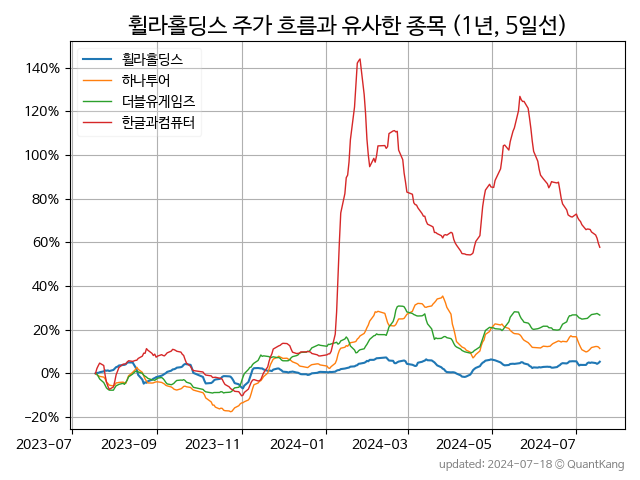 휠라홀딩스 주가 흐름과 유사한 종목 (1년, 5일선)
휠라홀딩스
하나투어
더블유게임즈
한글과컴퓨터
140%
120%
100%
80%
60%
40%
20%
0%
−20%
2023-07 2023-09 2023-11 2024-01 2024-03 2024-05 2024-07
updated: 2024-07-18 © QuantKang